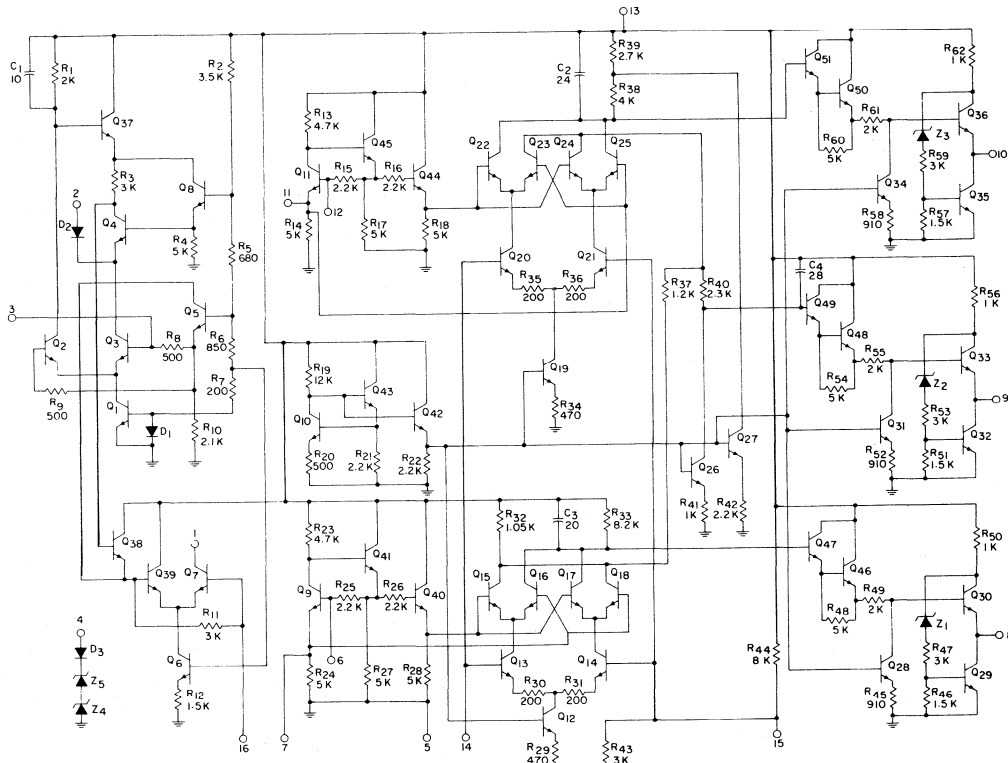 13
C1
10
R1
2K
R2
3.5K
R39
2.7K
C2
24
R38
4K
Q51
Q50
R62
1K
Q37
R13
4.7K
Q45
Q22
Q23
Q24
Q25
R61
2K
Q36
R60
5K
Z3
R59
3K
10
R3
3K
Q8
2
Q11
R15
2.2K
R16
2.2K
Q44
11
12
Q34
Q35
D2
Q4
R4
5K
R5
680
R14
5K
R17
5K
R18
5K
R58
910
R57
1.5K
Q20
Q21
C4
28
R35
200
R36
200
R37
1.2K
R40
2.3K
Q49
Q48
R56
1K
3
Q5
Q2
Q3
R8
500
R6
850
R55
2K
Q33
R7
200
R19
12K
Q43
Q19
R54
5K
Z2
9
R9
500
Q1
D1
R10
2.1K
Q10
Q42
R34
470
Q27
R53
3K
Q31
Q32
R20
500
R21
2.2K
R22
2.2K
Q26
R52
910
R51
1.5K
R41
1K
R42
2.2K
1
R23
4.7K
R32
1.05K
C3
20
R33
8.2K
Q47
Q46
R50
1K
Q38
Q39
Q7
Q41
Q15
Q16
Q17
Q18
Q9
R25
2.2K
R26
2.2K
Q40
R49
2K
Q30
R11
3K
R48
5K
Z1
8
4
D3
Q6
6
Q13
Q14
R44
8K
R47
3K
Z5
R24
5K
R27
5K
R28
5K
Q28
Q29
R12
1.5K
R30
200
R31
200
R45
910
R46
1.5K
Z4
Q12
16
7
5
14
15
R29
470
R43
3K